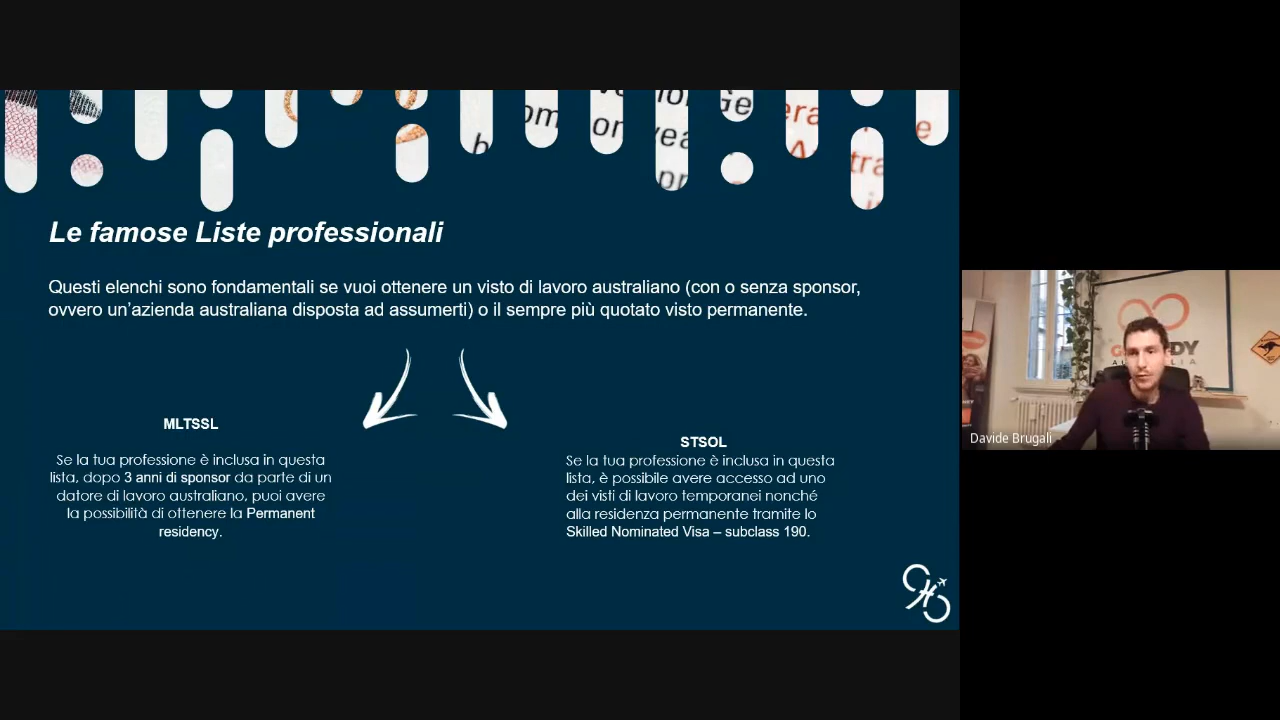 h
om
on
Ge
era
e
Le famose Liste professionali
Questi elenchi sono fondamentali se vuoi ottenere un visto di lavoro australiano (con o senza sponsor,
ovvero un'azienda australiana disposta ad assumerti) o il sempre più quotato visto permanente.
MLTSSL
Se la tua professione è inclusa in questa
lista, dopo 3 anni di sponsor da parte di un
datore di lavoro australiano, puoi avere
la possibilità di ottenere la Permanent
residency.
STSOL
Se la tua professione è inclusa in questa
lista, è possibile avere accesso ad uno
dei visti di lavoro temporanei nonché
alla residenza permanente tramite lo
Skilled Nominated Visa – subclass 190.
Davide Brugali